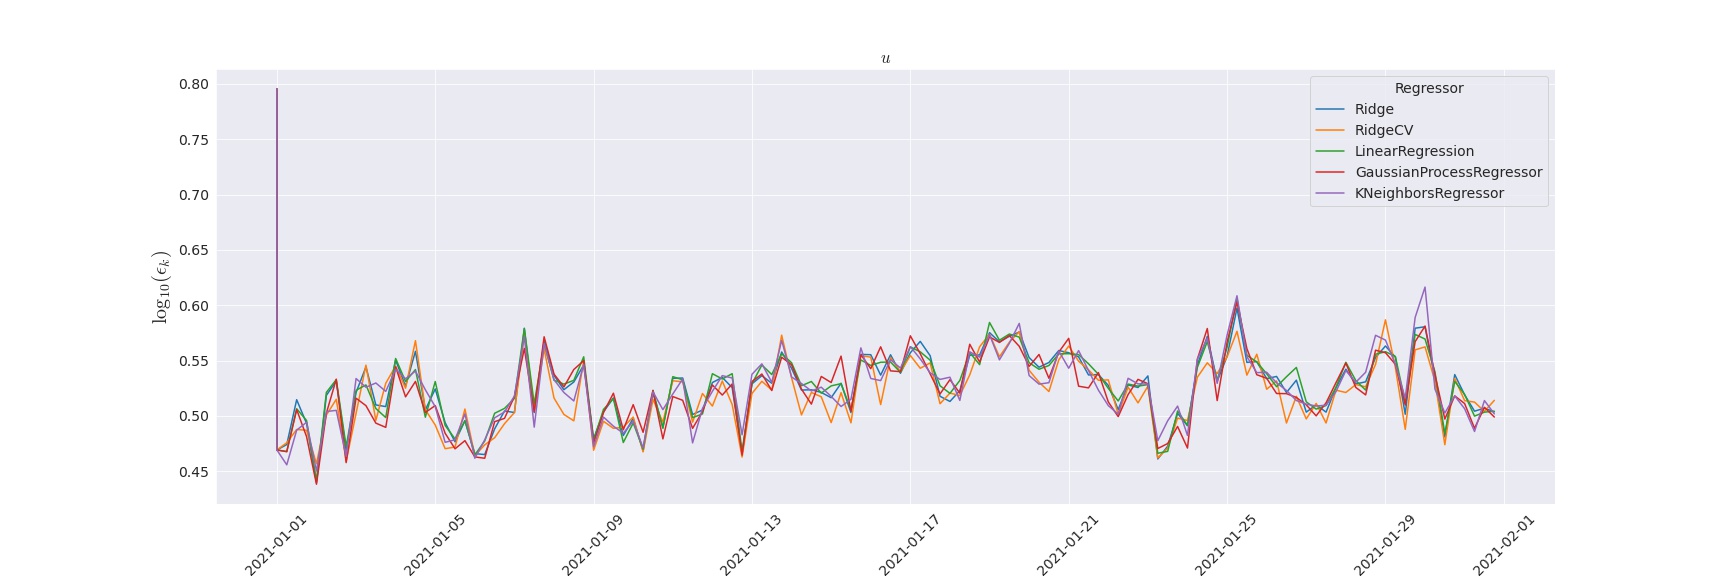 u
0.80
0.75
0.70
0.65
0.60
0.55
0.50
0.45
log₁₀(ϵₖ)
Regressor
Ridge
RidgeCV
LinearRegression
GaussianProcessRegressor
KNeighborsRegressor
2021-01-01
2021-01-05
2021-01-09
2021-01-13
2021-01-17
2021-01-21
2021-01-25
2021-01-29
2021-02-01